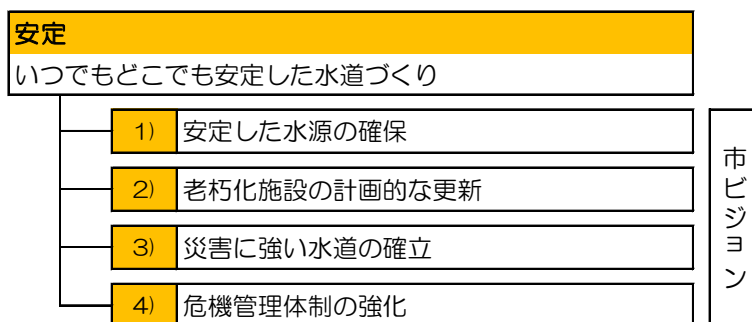 安定
いつでもどこでも安定した水道づくり
1) 安定した水源の確保
2) 老朽化施設の計画的な更新
3) 災害に強い水道の確立
4) 危機管理体制の強化
市ビジョン